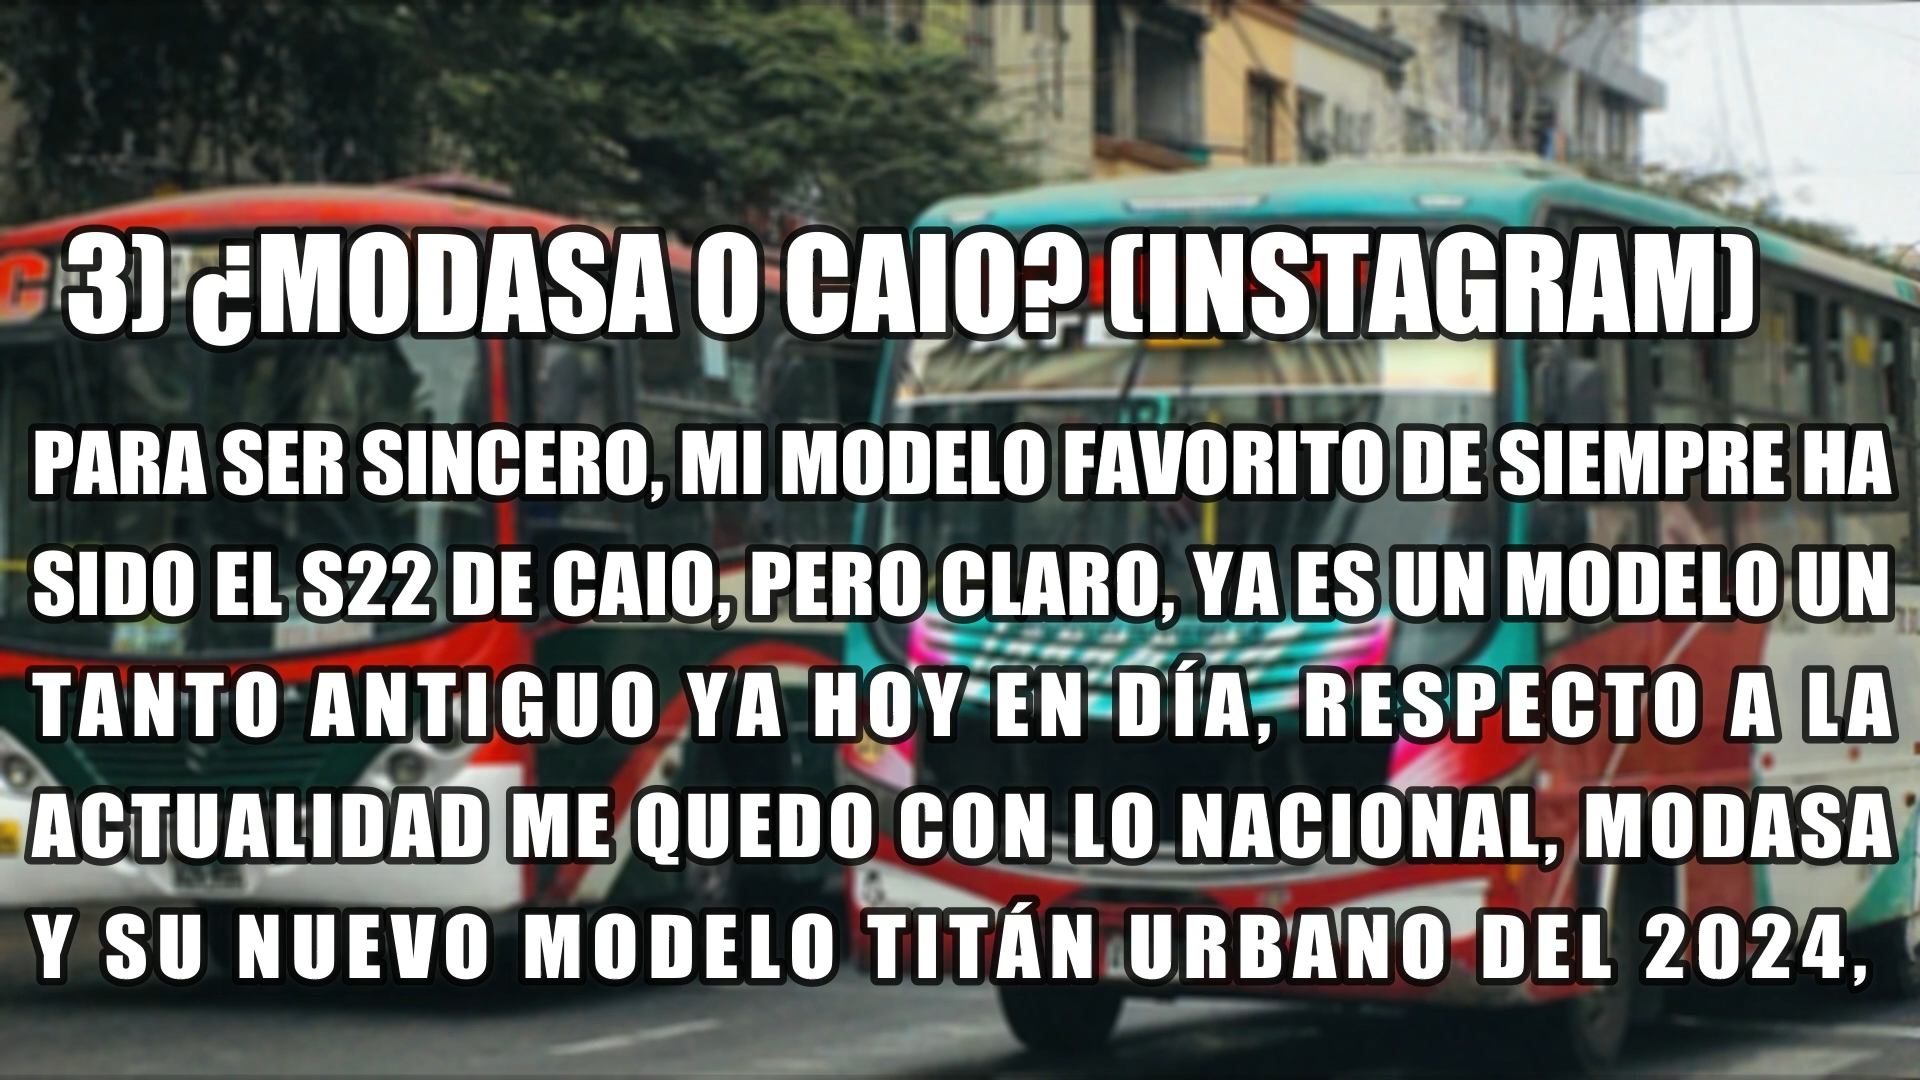 3) ¿MODASA O CAIO? (INSTAGRAM)
PARA SER SINCERO, MI MODELO FAVORITO DE SIEMPRE HA
SIDO EL S22 DE CAIO, PERO CLARO, YA ES UN MODELO UN
TANTO ANTIGUO YA HOY EN DÍA, RESPECTO A LA
ACTUALIDAD ME QUEDO CON LO NACIONAL, MODASA
Y SU NUEVO MODELO TITÁN URBANO DEL 2024,